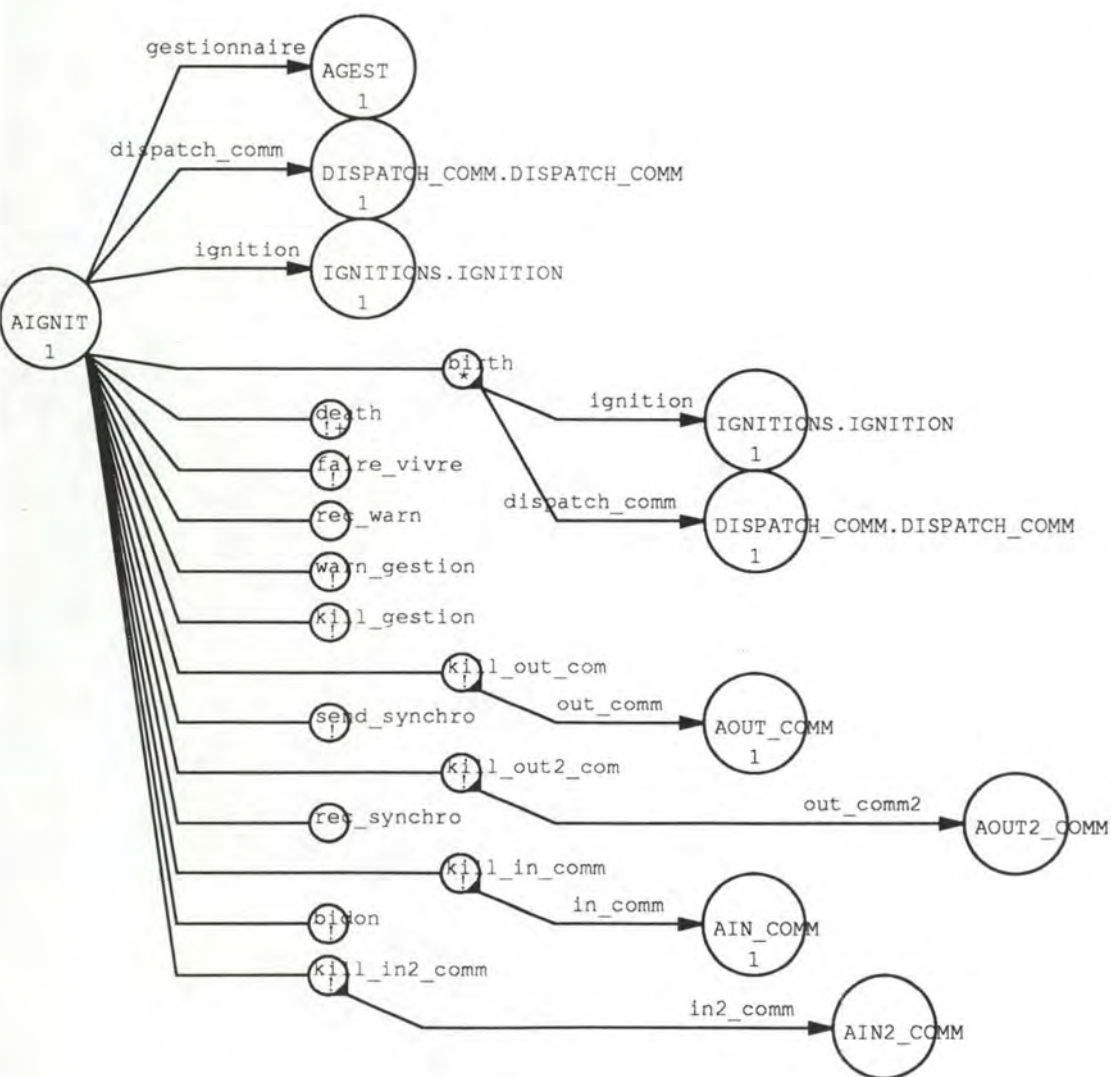 gestionnaire
AGEST
1
dispatch_comm
DISPATCH_COMM.DISPATCH_COMM
1
ignition
IGNITIONS.IGNITION
1
AIGNIT
1
birth
*
ignition
IGNITIONS.IGNITION
1
death
!+
faire_vivre
!
dispatch_comm
DISPATCH_COMM.DISPATCH_COMM
1
rec_warn
warn_gestion
!
kill_gestion
!
kill_out_com
!
out_comm
AOUT_COMM
1
send_synchro
!
kill_out2_com
!
out_comm2
AOUT2_COMM
rec_synchro
kill_in_comm
!
in_comm
AIN_COMM
1
bidon
!
kill_in2_comm
!
in2_comm
AIN2_COMM